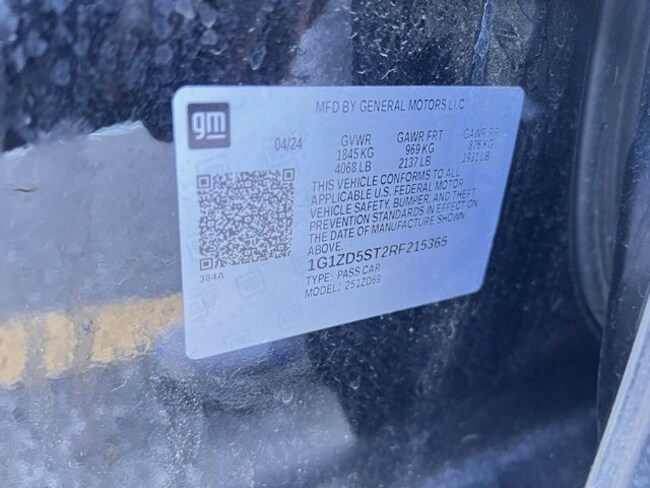 gm
MFD BY GENERAL MOTORS LLC
04/24
GVWR GAWR FRT GAWR RR
1845 KG 969 KG 876 KG
4068 LB 2137 LB 1931 LB
THIS VEHICLE CONFORMS TO ALL
APPLICABLE U.S. FEDERAL MOTOR
VEHICLE SAFETY, BUMPER, AND THEFT
PREVENTION STANDARDS IN EFFECT ON
THE DATE OF MANUFACTURE SHOWN
ABOVE.
1G1ZD5ST2RF215365
TYPE: PASS CAR
MODEL: 251ZD69
384A